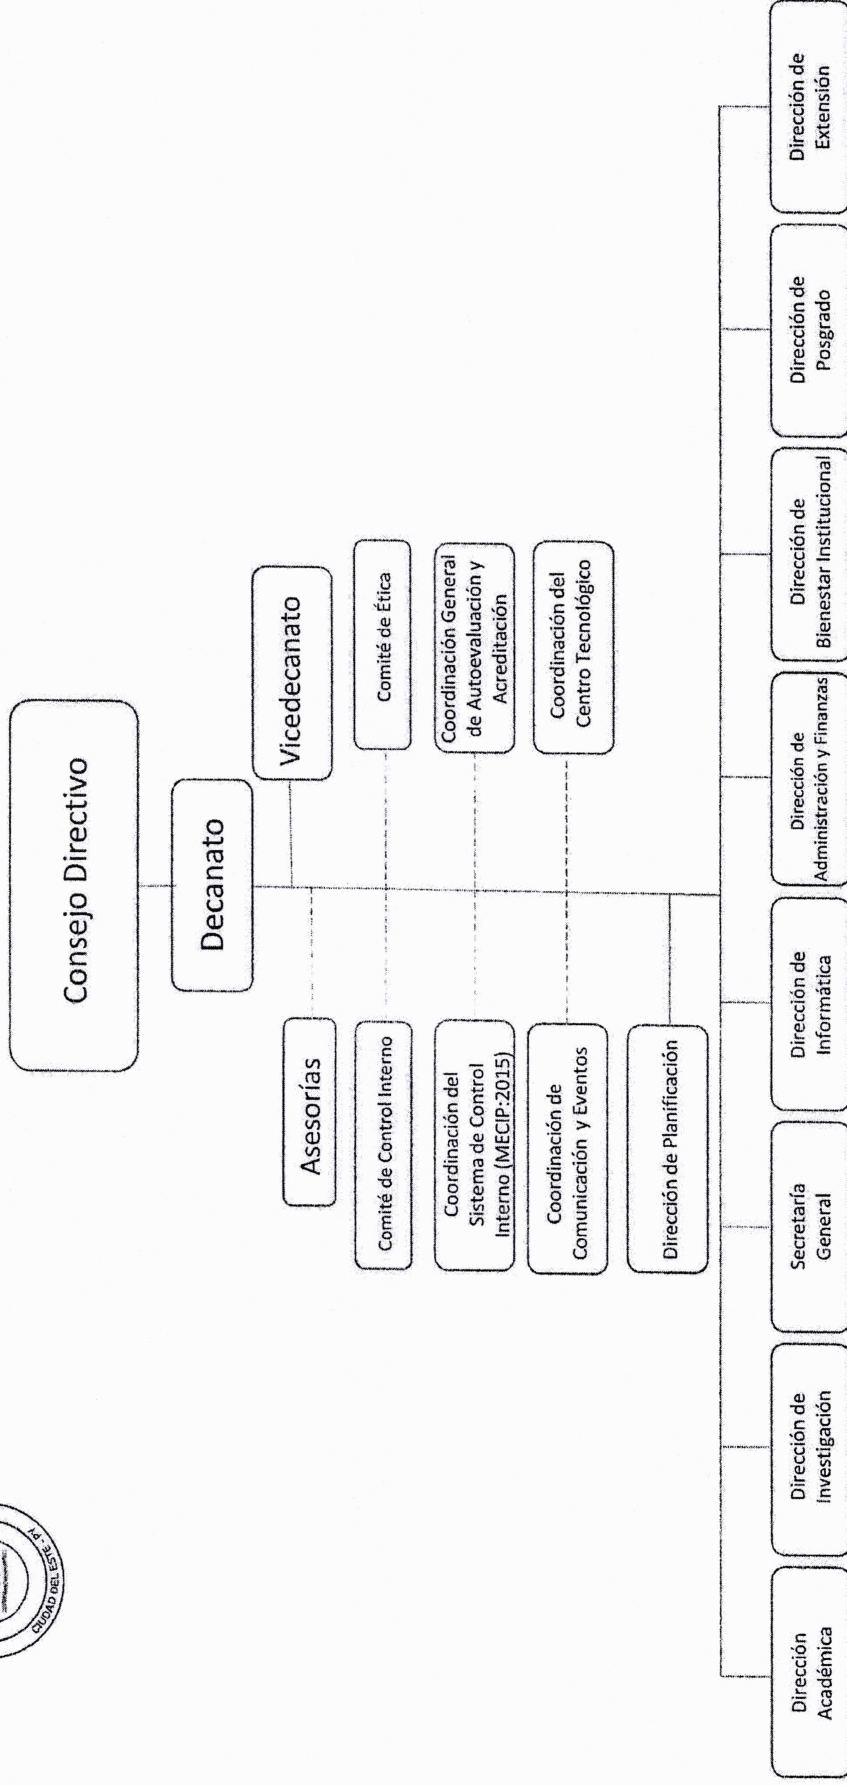 CIUDAD DEL ESTE - PY
Consejo Directivo
Decanato
Vicedecanato
Asesorías
Comité de Control Interno
Comité de Ética
Coordinación del
Sistema de Control
Interno (MECIP:2015)
Coordinación General
de Autoevaluación y
Acreditación
Coordinación de
Comunicación y Eventos
Coordinación del
Centro Tecnológico
Dirección de Planificación
Dirección
Académica
Dirección de
Investigación
Secretaría
General
Dirección de
Informática
Dirección de
Administración y Finanzas
Dirección de
Bienestar Institucional
Dirección de
Posgrado
Dirección de
Extensión